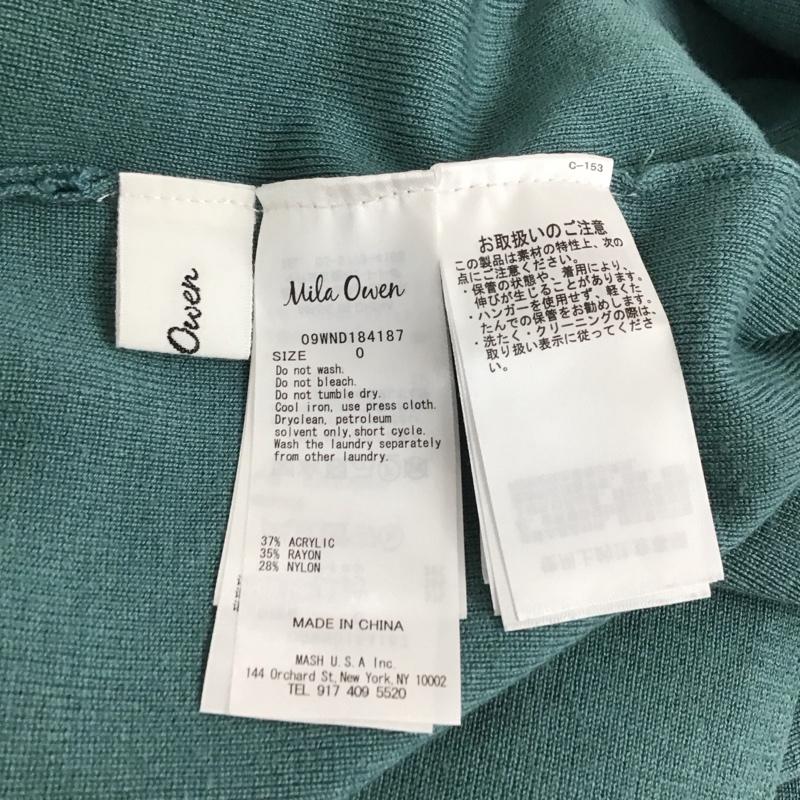 Owen
Mila Owen
09WND184187
SIZE 0
Do not wash.
Do not bleach.
Do not tumble dry.
Cool iron, use press cloth.
Dryclean, petroleum
solvent only,short cycle.
Wash the laundry separately
from other laundry.
37% ACRYLIC
35% RAYON
28% NYLON
MADE IN CHINA
MASH U.S.A Inc.
144 Orchard St,New York,NY 10002
TEL 917 409 5520
C-153
お取扱いのご注意
この製品は素材の特性上、次の
点にご注意ください。
・保管の状態や、着用により、
伸びが生じることがあります。
・ハンガーを使用せず、軽くた
たんでの保管をお勧めします。
・洗たく・クリーニングの際は、
取り扱い表示に従ってくださ
い。